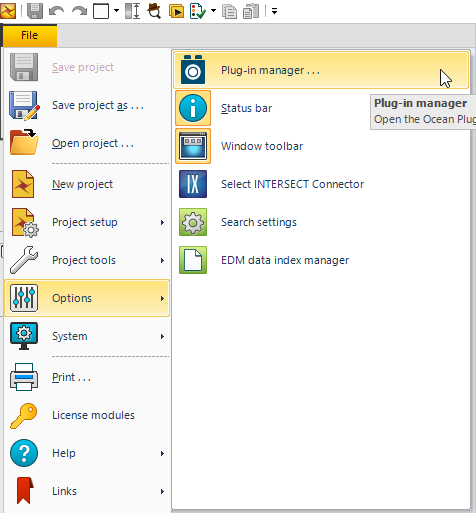 File
Save project
Save project as . . .
Open project . . .
New project
Project setup
Project tools
Options
System
Print . . .
License modules
Help
Links
Plug-in manager . . .
Status bar
Window toolbar
Select INTERSECT Connector
Search settings
EDM data index manager
Plug-in manager
Open the Ocean Plug